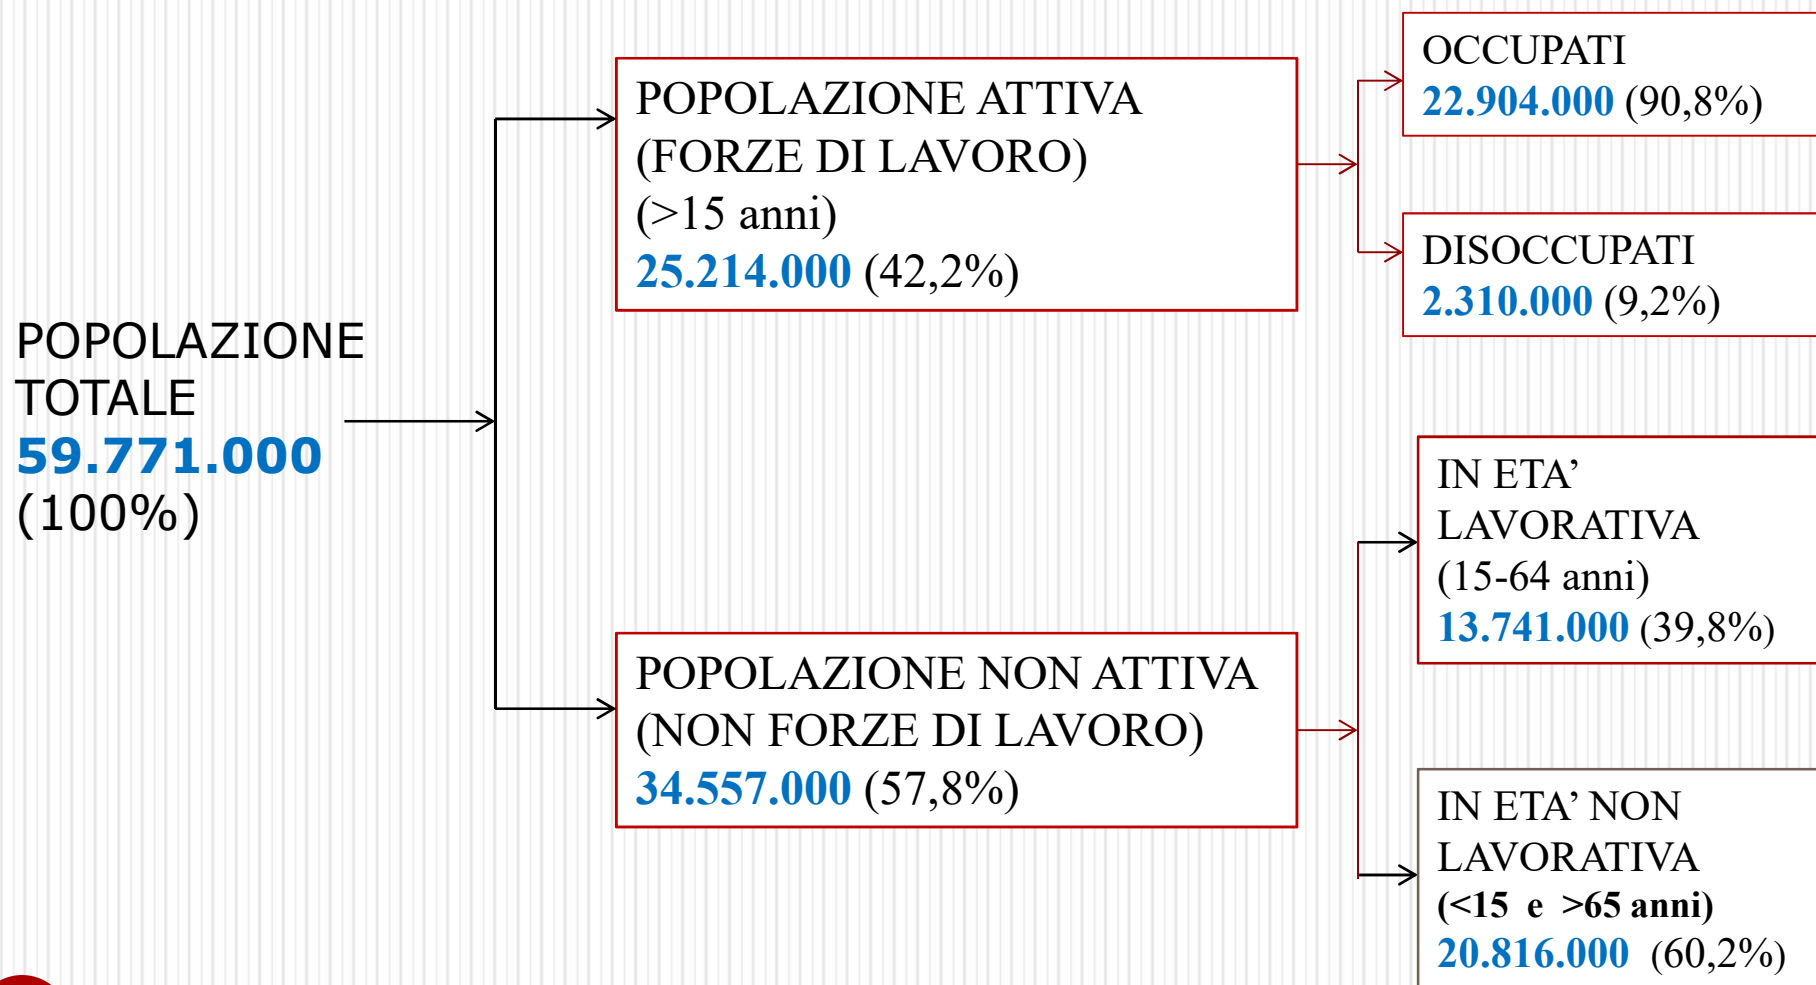 POPOLAZIONE
TOTALE
59.771.000
(100%)
POPOLAZIONE ATTIVA
(FORZE DI LAVORO)
(>15 anni)
25.214.000 (42,2%)
OCCUPATI
22.904.000 (90,8%)
DISOCCUPATI
2.310.000 (9,2%)
POPOLAZIONE NON ATTIVA
(NON FORZE DI LAVORO)
34.557.000 (57,8%)
IN ETA’
LAVORATIVA
(15-64 anni)
13.741.000 (39,8%)
IN ETA’ NON
LAVORATIVA
(<15 e >65 anni)
20.816.000 (60,2%)